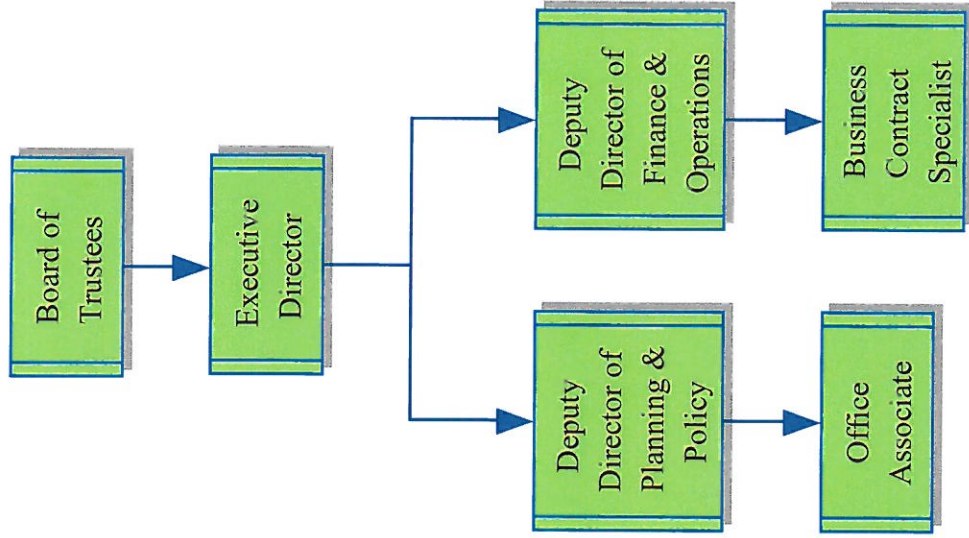 Board of
Trustees
Executive
Director
Deputy
Director of
Planning &
Policy
Deputy
Director of
Finance &
Operations
Office
Associate
Business
Contract
Specialist